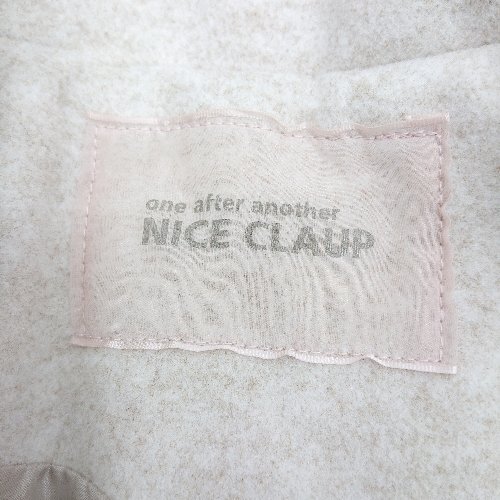 one after another
NICE CLAUP